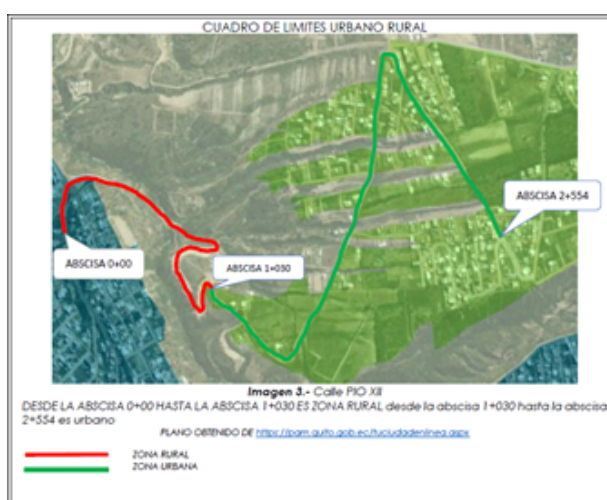 CUADRO DE LIMITES URBANO RURAL
ABSCISA 2+554
ABSCISA 0+00
ABSCISA 1+030
Imagen 3.- Calle PIO XII
DESDE LA ABSCISA 0+00 HASTA LA ABSCISA 1+030 ES ZONA RURAL desde la abscisa 1+030 hasta la abscisa
2+554 es urbano
PLANO OBTENIDO DE https://pam.quito.gob.ec/tuciudadenlinea.aspx
ZONA RURAL
ZONA URBANA